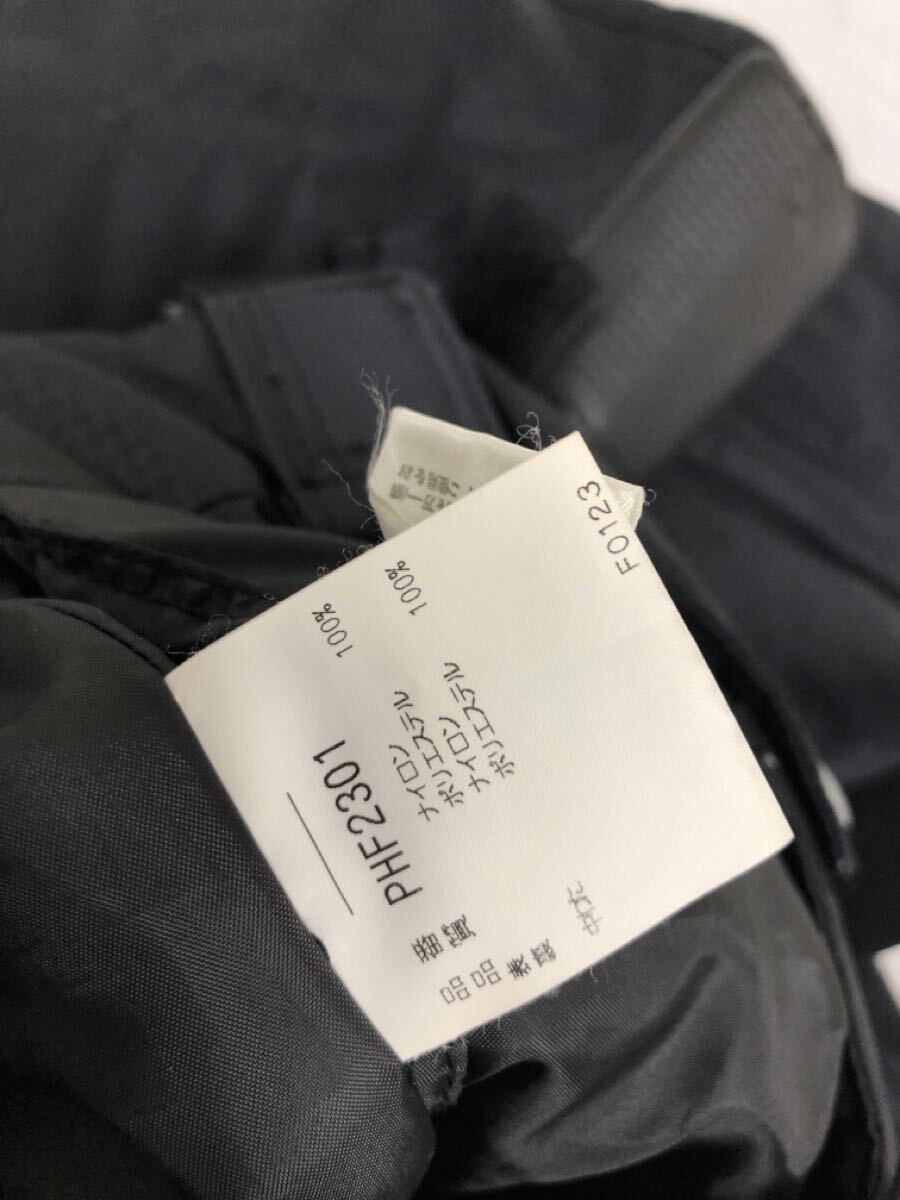 品番 PHF2301
品質
表 ナイロン 100%
裏 ポリエステル
ナイロン
中わた ポリエステル 100%
F0123